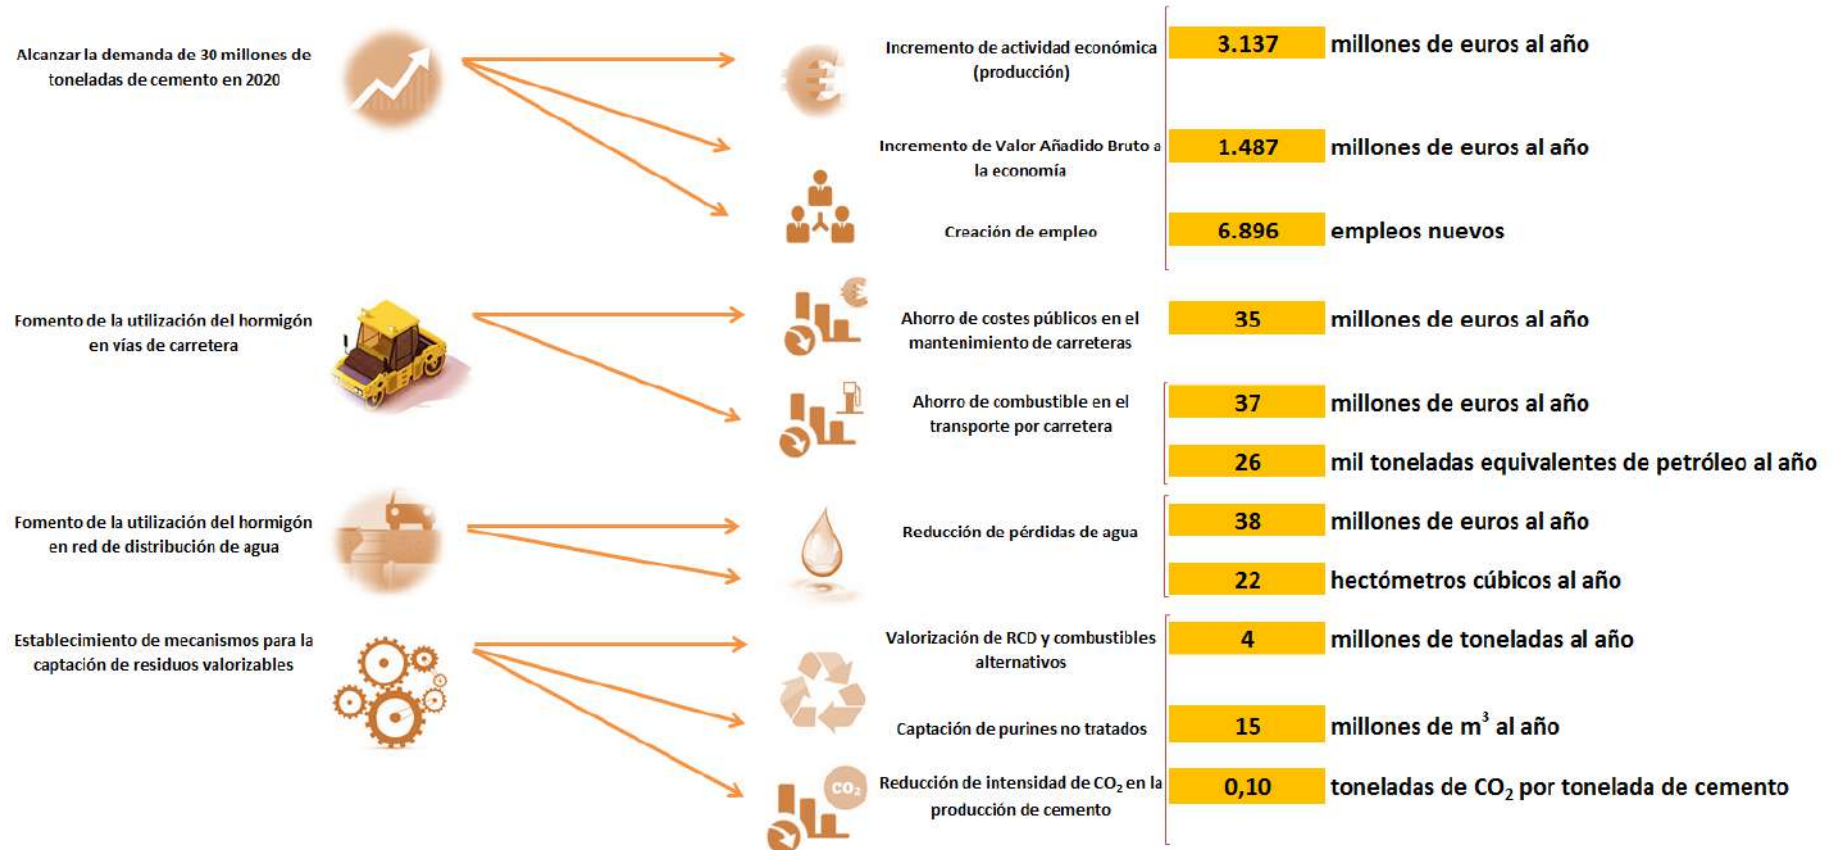 Alcanzar la demanda de 30 millones de
toneladas de cemento en 2020
Incremento de actividad económica
(producción)
3.137 millones de euros al año
Incremento de Valor Añadido Bruto a
la economía
1.487 millones de euros al año
Creación de empleo
6.896 empleos nuevos
Fomento de la utilización del hormigón
en vías de carretera
Ahorro de costes públicos en el
mantenimiento de carreteras
35 millones de euros al año
Ahorro de combustible en el
transporte por carretera
37 millones de euros al año
26 mil toneladas equivalentes de petróleo al año
Fomento de la utilización del hormigón
en red de distribución de agua
Reducción de pérdidas de agua
38 millones de euros al año
22 hectómetros cúbicos al año
Establecimiento de mecanismos para la
captación de residuos valorizables
Valorización de RCD y combustibles
alternativos
4 millones de toneladas al año
Captación de purines no tratados
15 millones de m³ al año
CO₂
Reducción de intensidad de CO₂ en la
producción de cemento
0,10 toneladas de CO₂ por tonelada de cemento